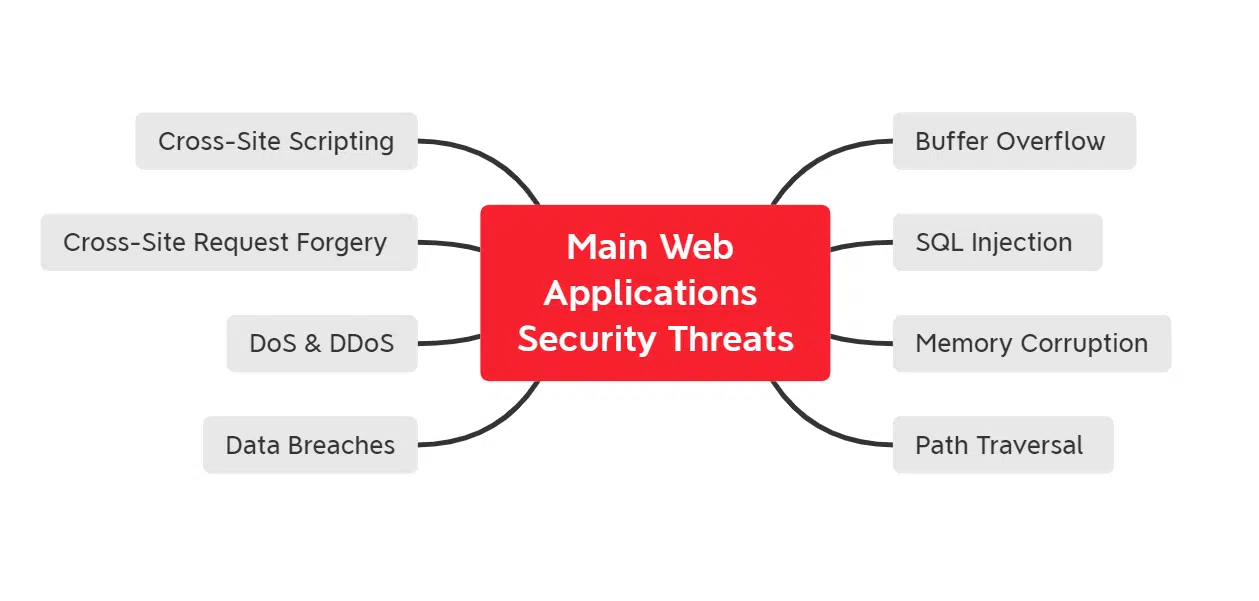 Cross-Site Scripting
Cross-Site Request Forgery
DoS & DDoS
Data Breaches
Main Web
Applications
Security Threats
Buffer Overflow
SQL Injection
Memory Corruption
Path Traversal